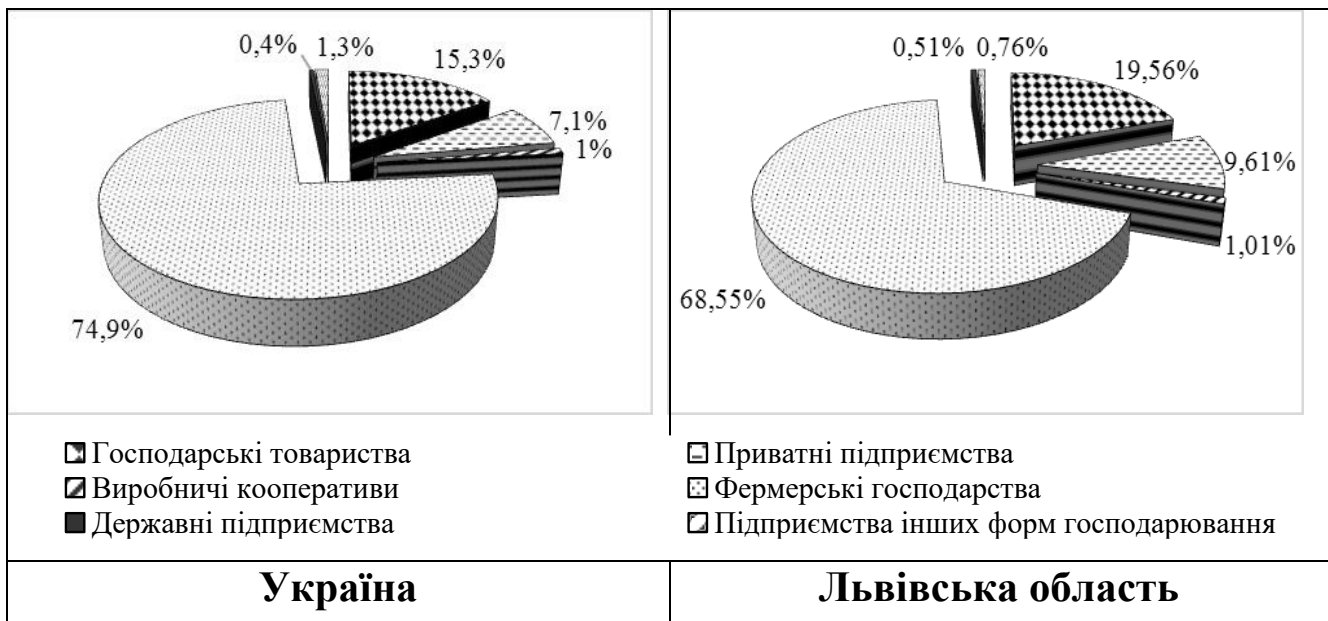 0,4% 1,3%
15,3%
7,1%
1%
74,9%
0,51% 0,76%
19,56%
9,61%
1,01%
68,55%
Господарські товариства
Приватні підприємства
Виробничі кооперативи
Фермерські господарства
Державні підприємства
Підприємства інших форм господарювання
Україна
Львівська область